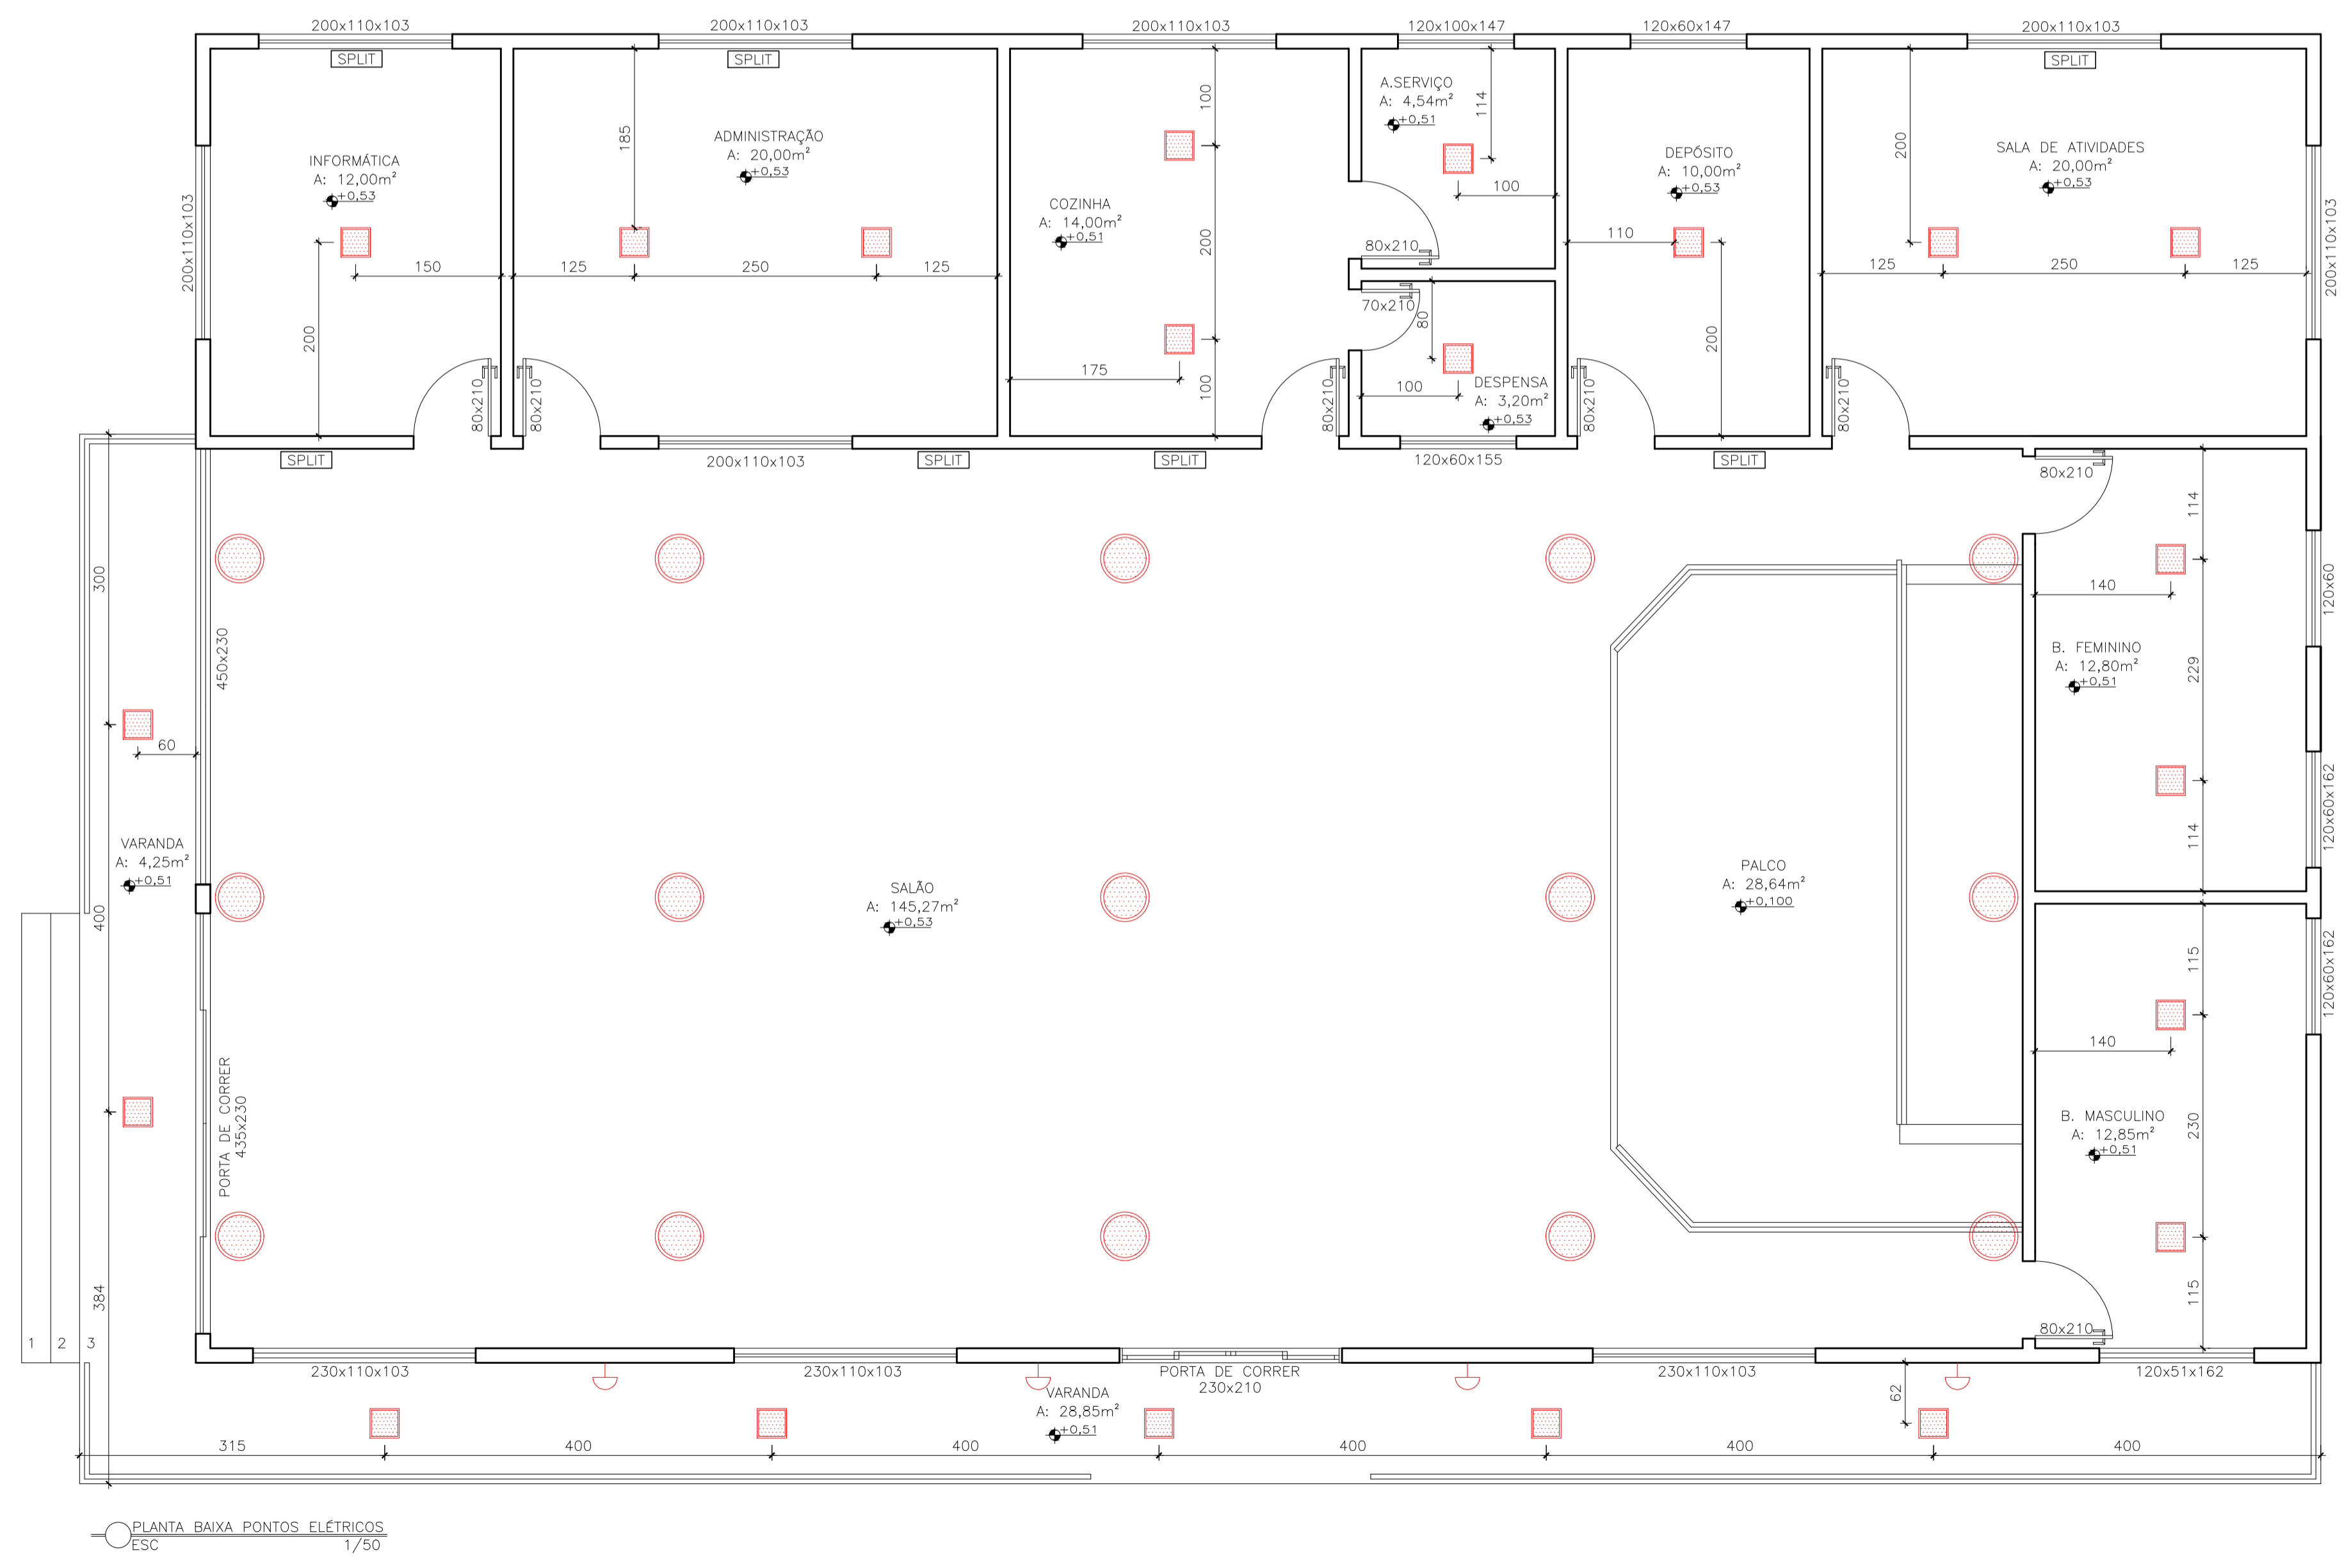 200x110x103
200x110x103
200x110x103
120x100x147
120x60x147
200x110x103
SPLIT
SPLIT
SPLIT
INFORMÁTICA
A: 12,00m²
+0,53
200x110x103
150
200
80x210
ADMINISTRAÇÃO
A: 20,00m²
+0,53
185
125
250
125
80x210
COZINHA
A: 14,00m²
+0,51
100
200
100
175
80x210
A.SERVIÇO
A: 4,54m²
+0,51
114
100
80x210
70x210
80
100
DESPENSA
A: 3,20m²
+0,53
DEPÓSITO
A: 10,00m²
+0,53
110
200
80x210
SALA DE ATIVIDADES
A: 20,00m²
+0,53
200
125
250
125
80x210
200x110x103
SPLIT
200x110x103
SPLIT
SPLIT
120x60x155
SPLIT
80x210
114
140
120x60
B. FEMININO
A: 12,80m²
+0,51
229
114
120x60x162
300
450x230
60
VARANDA
A: 4,25m²
+0,51
400
SALÃO
A: 145,27m²
+0,53
PALCO
A: 28,64m²
+0,100
120x60x162
115
140
B. MASCULINO
A: 12,85m²
+0,51
230
115
80x210
PORTA DE CORRER
435x230
384
1
2
3
230x110x103
230x110x103
PORTA DE CORRER
230x210
230x110x103
120x51x162
VARANDA
A: 28,85m²
+0,51
62
315
400
400
400
400
400
PLANTA BAIXA PONTOS ELÉTRICOS
ESC 1/50